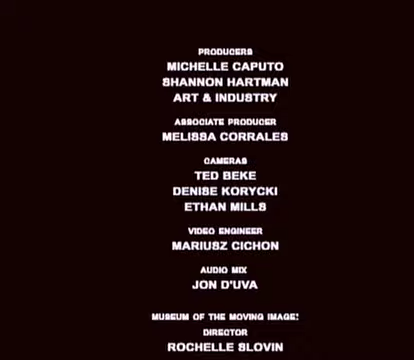 PRODUCERS
MICHELLE CAPUTO
SHANNON HARTMAN
ART & INDUSTRY
ASSOCIATE PRODUCER
MELISSA CORRALES
CAMERAS
TED BEKE
DENISE KORYCKI
ETHAN MILLS
VIDEO ENGINEER
MARIUSZ CICHON
AUDIO MIX
JON D'UVA
MUSEUM OF THE MOVING IMAGE:
DIRECTOR
ROCHELLE SLOVIN